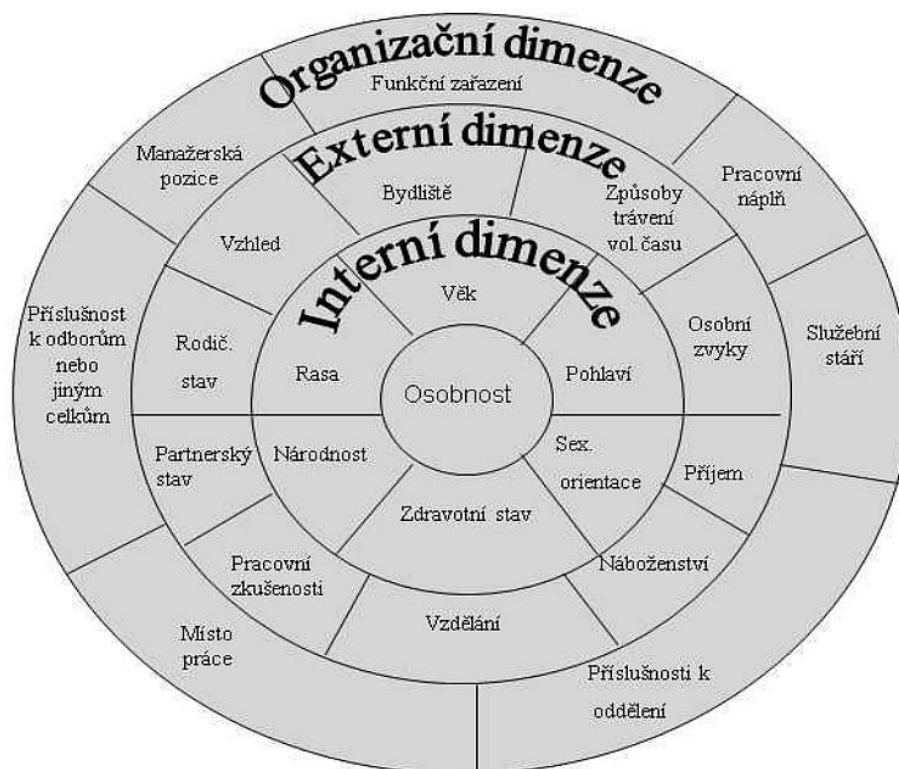 Organizační dimenze
Funkční zařazení
Manažerská
pozice
Pracovní
náplň
Služební
stáří
Příslušnosti k
oddělení
Místo
práce
Příslušnost
k odborům
nebo
jiným
celkům
Externí dimenze
Bydliště
Způsoby
trávení
vol. času
Osobní
zvyky
Příjem
Náboženství
Vzdělání
Pracovní
zkušenosti
Partnerský
stav
Rodič.
stav
Vzhled
Interní dimenze
Věk
Pohlaví
Sex.
orientace
Zdravotní stav
Národnost
Rasa
Osobnost